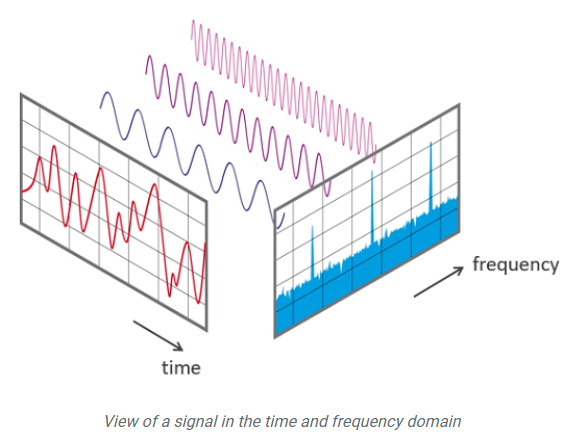 frequency
time
View of a signal in the time and frequency domain